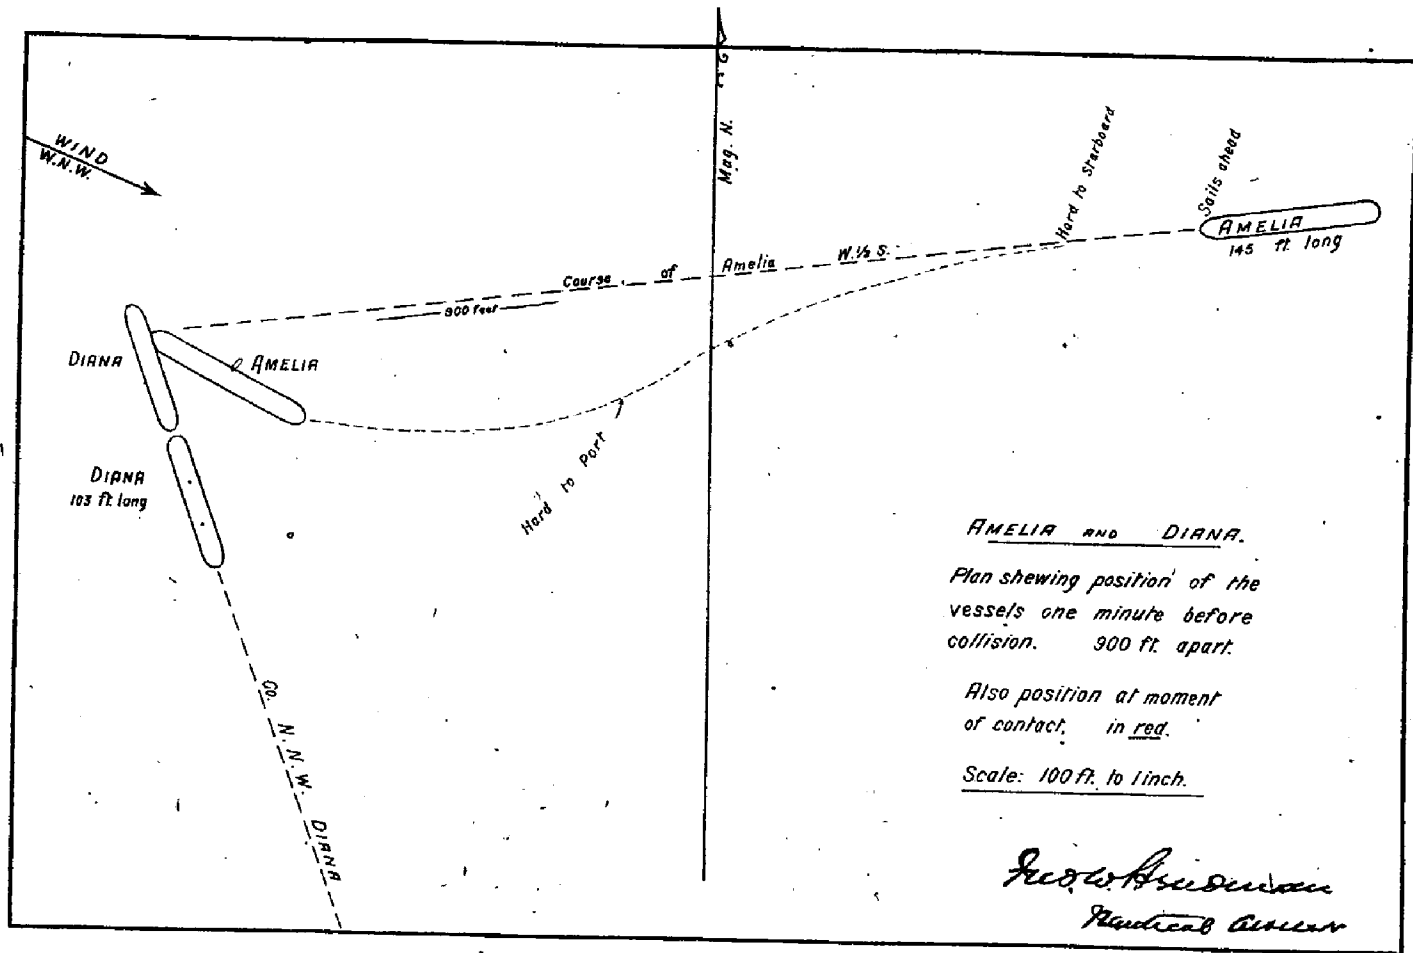 WIND
W.N.W.
Mag. N.
Hard to Starboard
Sails ahead
AMELIA
145 ft long
Course of Amelia W. ½ S.
900 feet
DIANA
AMELIA
DIANA
103 ft. long
Hard to Port
Co. N. N. W. DIANA
AMELIA AND DIANA.
Plan shewing position of the
vessels one minute before
collision. 900 ft. apart.
Also position at moment
of contact, in red.
Scale: 100 ft. to 1 inch.
Nautical